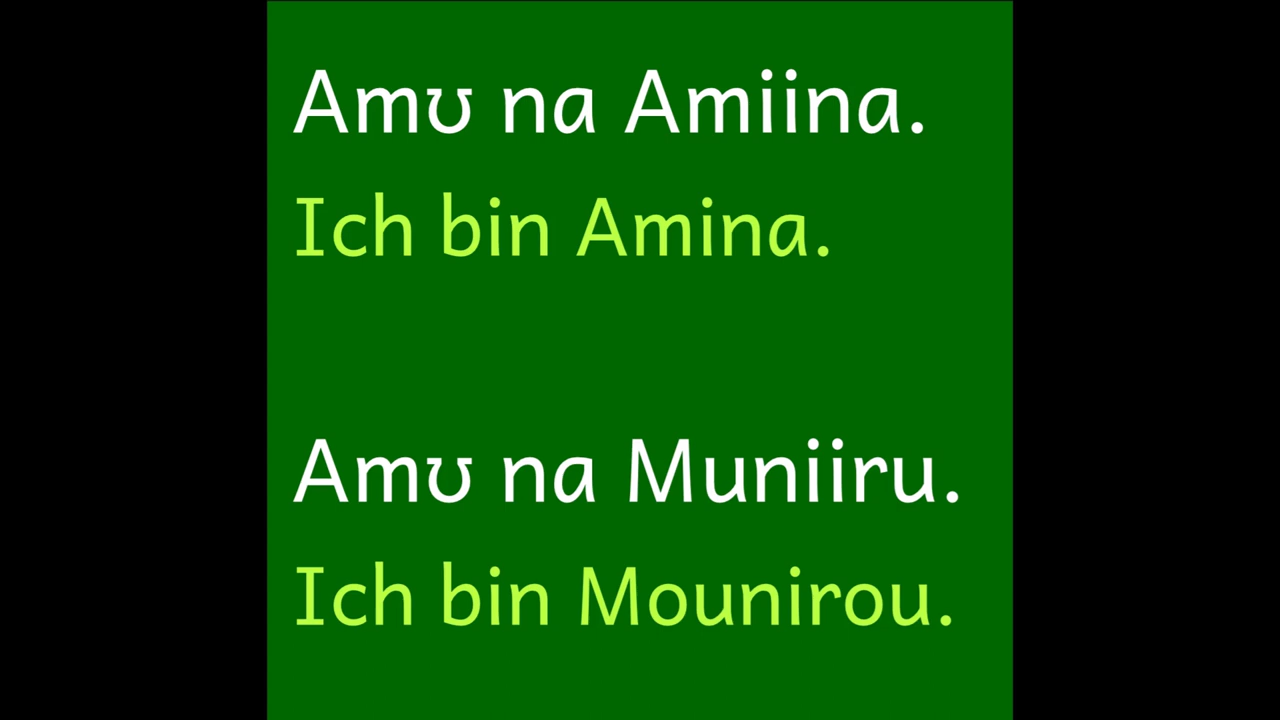 Amʊ na Amiina.
Ich bin Amina.
Amʊ na Muniiru.
Ich bin Mounirou.